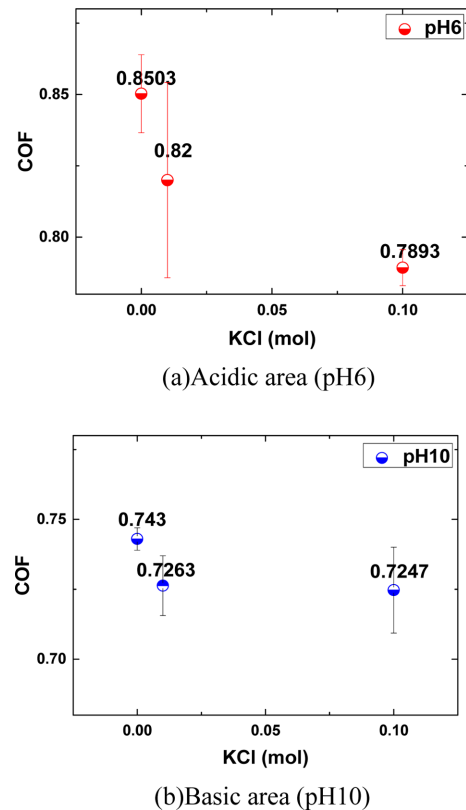 pH6
0.8503
0.85
0.82
COF
0.80
0.7893
0.00
0.05
0.10
KCl (mol)
(a)Acidic area (pH6)
pH10
0.75
0.743
0.7263
0.7247
COF
0.70
0.00
0.05
0.10
KCl (mol)
(b)Basic area (pH10)